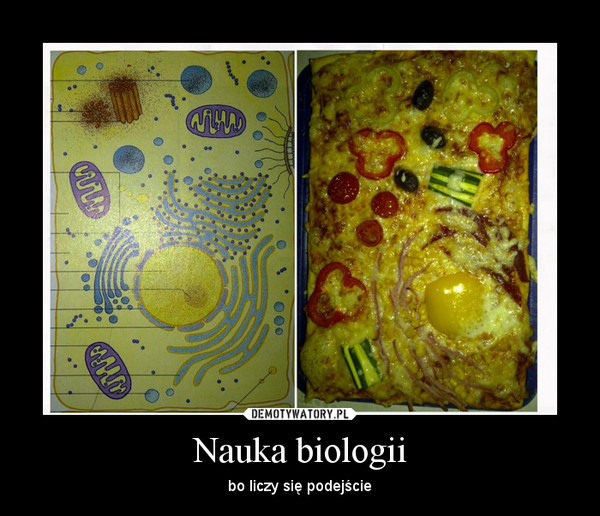 DEMOTYWATORY.PL
Nauka biologii
bo liczy się podejście